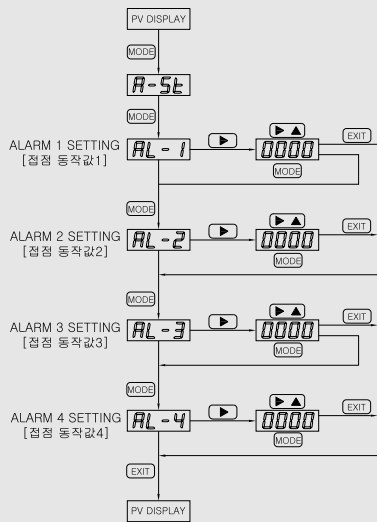 PV DISPLAY
MODE
A-St
MODE
ALARM 1 SETTING
[접점 동작값1]
AL-1
▶
▶ ▲
0000
EXIT
MODE
MODE
ALARM 2 SETTING
[접점 동작값2]
AL-2
▶
▶ ▲
0000
EXIT
MODE
MODE
ALARM 3 SETTING
[접점 동작값3]
AL-3
▶
▶ ▲
0000
EXIT
MODE
MODE
ALARM 4 SETTING
[접점 동작값4]
AL-4
▶
▶ ▲
0000
EXIT
MODE
EXIT
PV DISPLAY